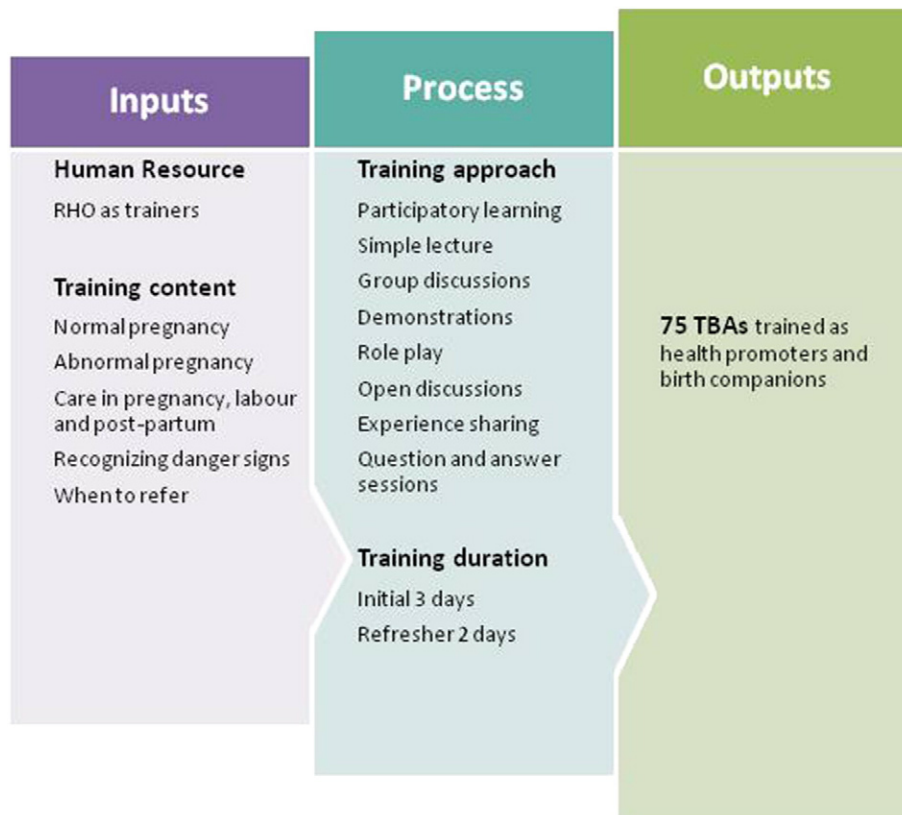 Inputs
Human Resource
RHO as trainers
Training content
Normal pregnancy
Abnormal pregnancy
Care in pregnancy, labour
and post-partum
Recognizing danger signs
When to refer
Process
Training approach
Participatory learning
Simple lecture
Group discussions
Demonstrations
Role play
Open discussions
Experience sharing
Question and answer
sessions
Training duration
Initial 3 days
Refresher 2 days
Outputs
75 TBAs trained as
health promoters and
birth companions